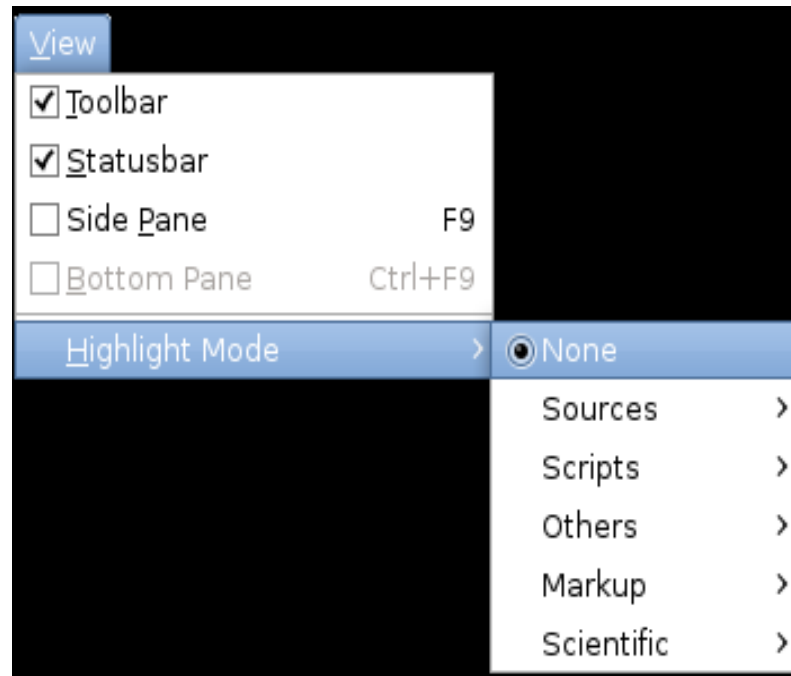 View
Toolbar
Statusbar
Side Pane F9
Bottom Pane Ctrl+F9
Highlight Mode
None
Sources
Scripts
Others
Markup
Scientific